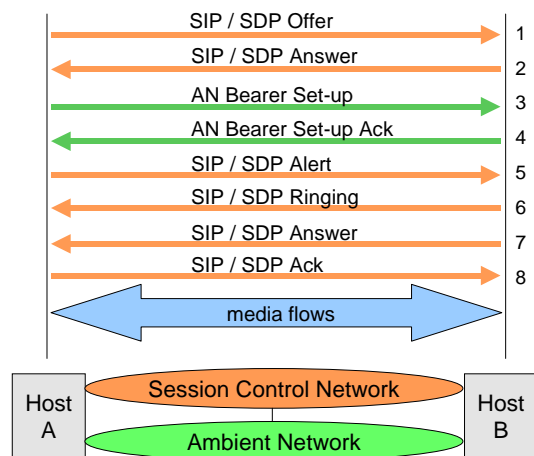 SIP / SDP Offer 1
SIP / SDP Answer 2
AN Bearer Set-up 3
AN Bearer Set-up Ack 4
SIP / SDP Alert 5
SIP / SDP Ringing 6
SIP / SDP Answer 7
SIP / SDP Ack 8
media flows
Session Control Network
Host
A
Host
B
Ambient Network